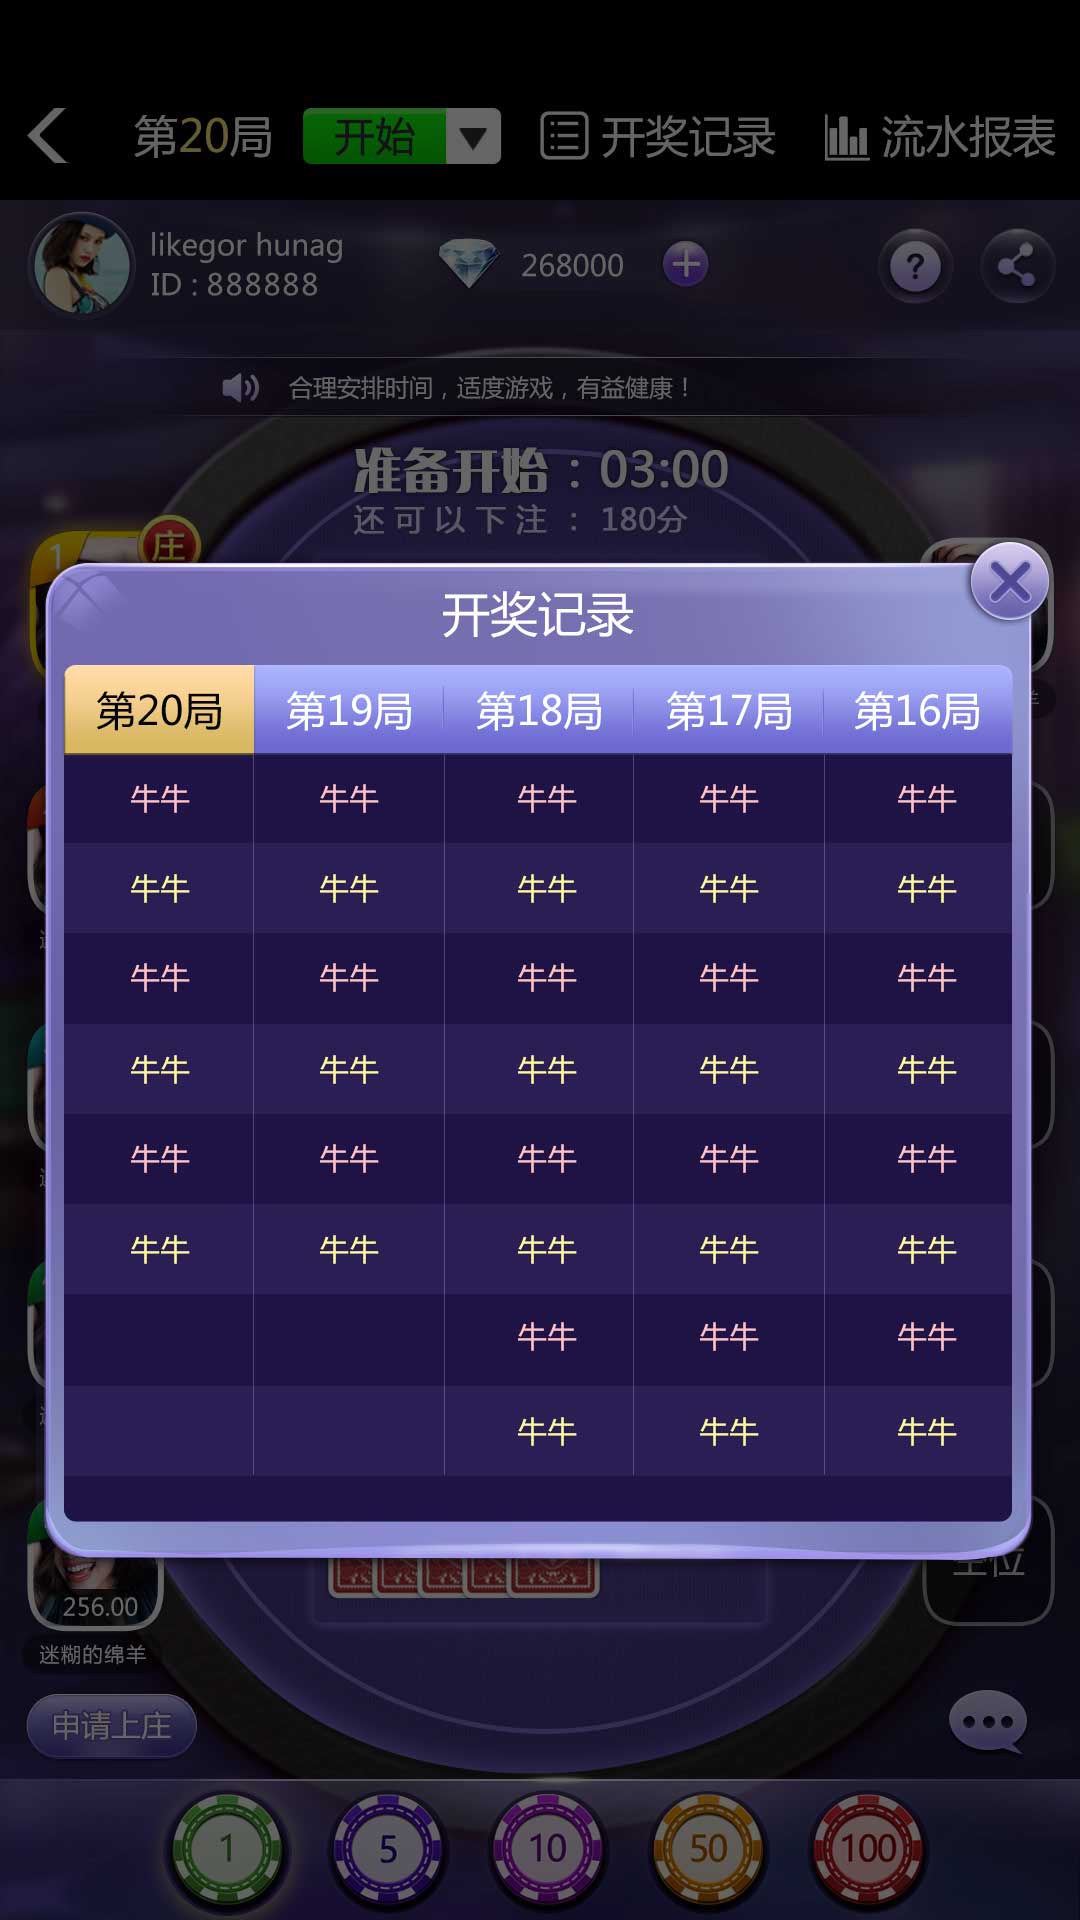 第20局 开始 开奖记录 流水报表
likegor hunag
ID : 888888
268000
合理安排时间，适度游戏，有益健康！
准备开始：03:00
还可以下注：180分
1
庄
开奖记录
第20局 第19局 第18局 第17局 第16局
牛牛 牛牛 牛牛 牛牛 牛牛
牛牛 牛牛 牛牛 牛牛 牛牛
牛牛 牛牛 牛牛 牛牛 牛牛
牛牛 牛牛 牛牛 牛牛 牛牛
牛牛 牛牛 牛牛 牛牛 牛牛
牛牛 牛牛 牛牛 牛牛 牛牛
牛牛 牛牛 牛牛
牛牛 牛牛 牛牛
256.00
迷糊的绵羊
申请上庄
1 5 10 50 100